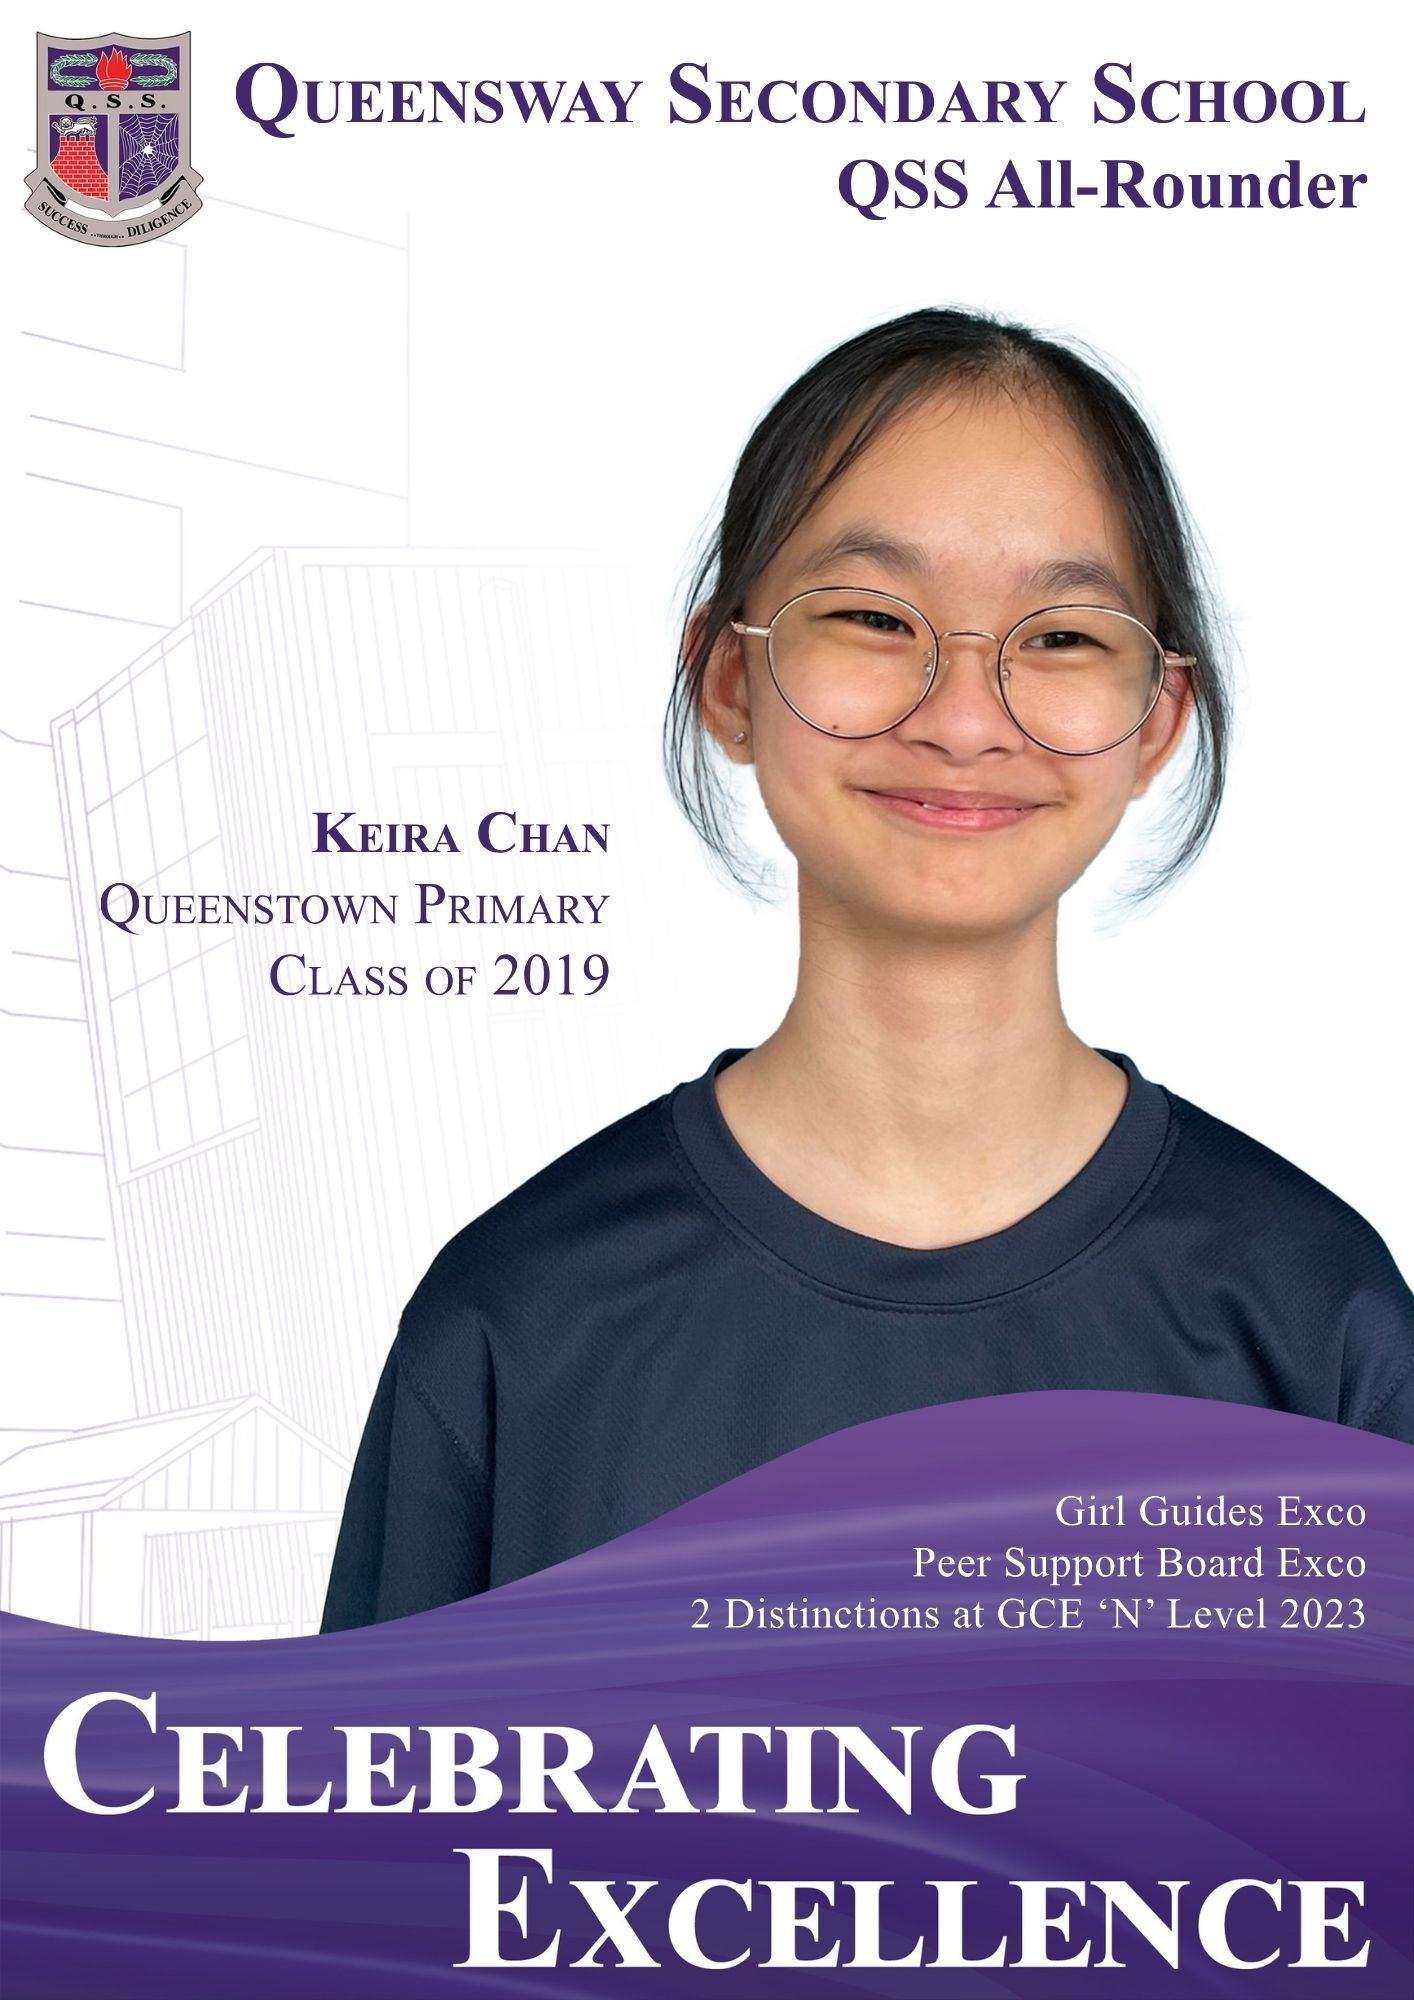 Q.S.S.
SUCCESS ..THROUGH.. DILIGENCE
QUEENSWAY SECONDARY SCHOOL
QSS All-Rounder
KEIRA CHAN
QUEENSTOWN PRIMARY
CLASS OF 2019
Girl Guides Exco
Peer Support Board Exco
2 Distinctions at GCE ‘N’ Level 2023
CELEBRATING
EXCELLENCE